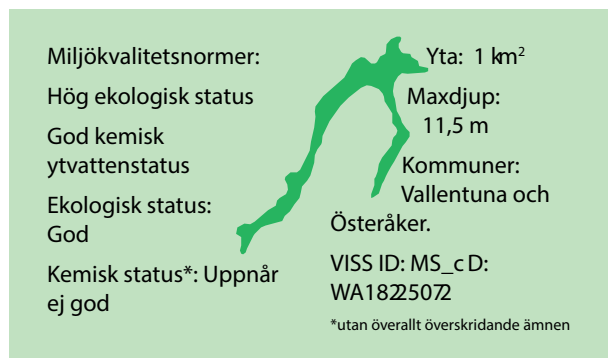 Miljökvalitetsnormer:
Hög ekologisk status
God kemisk
ytvattenstatus
Ekologisk status:
God
Kemisk status*: Uppnår
ej god
Yta: 1 km²
Maxdjup:
11,5 m
Kommuner:
Vallentuna och
Österåker.
VISS ID: MS_c D:
WA18225072
*utan överallt överskridande ämnen